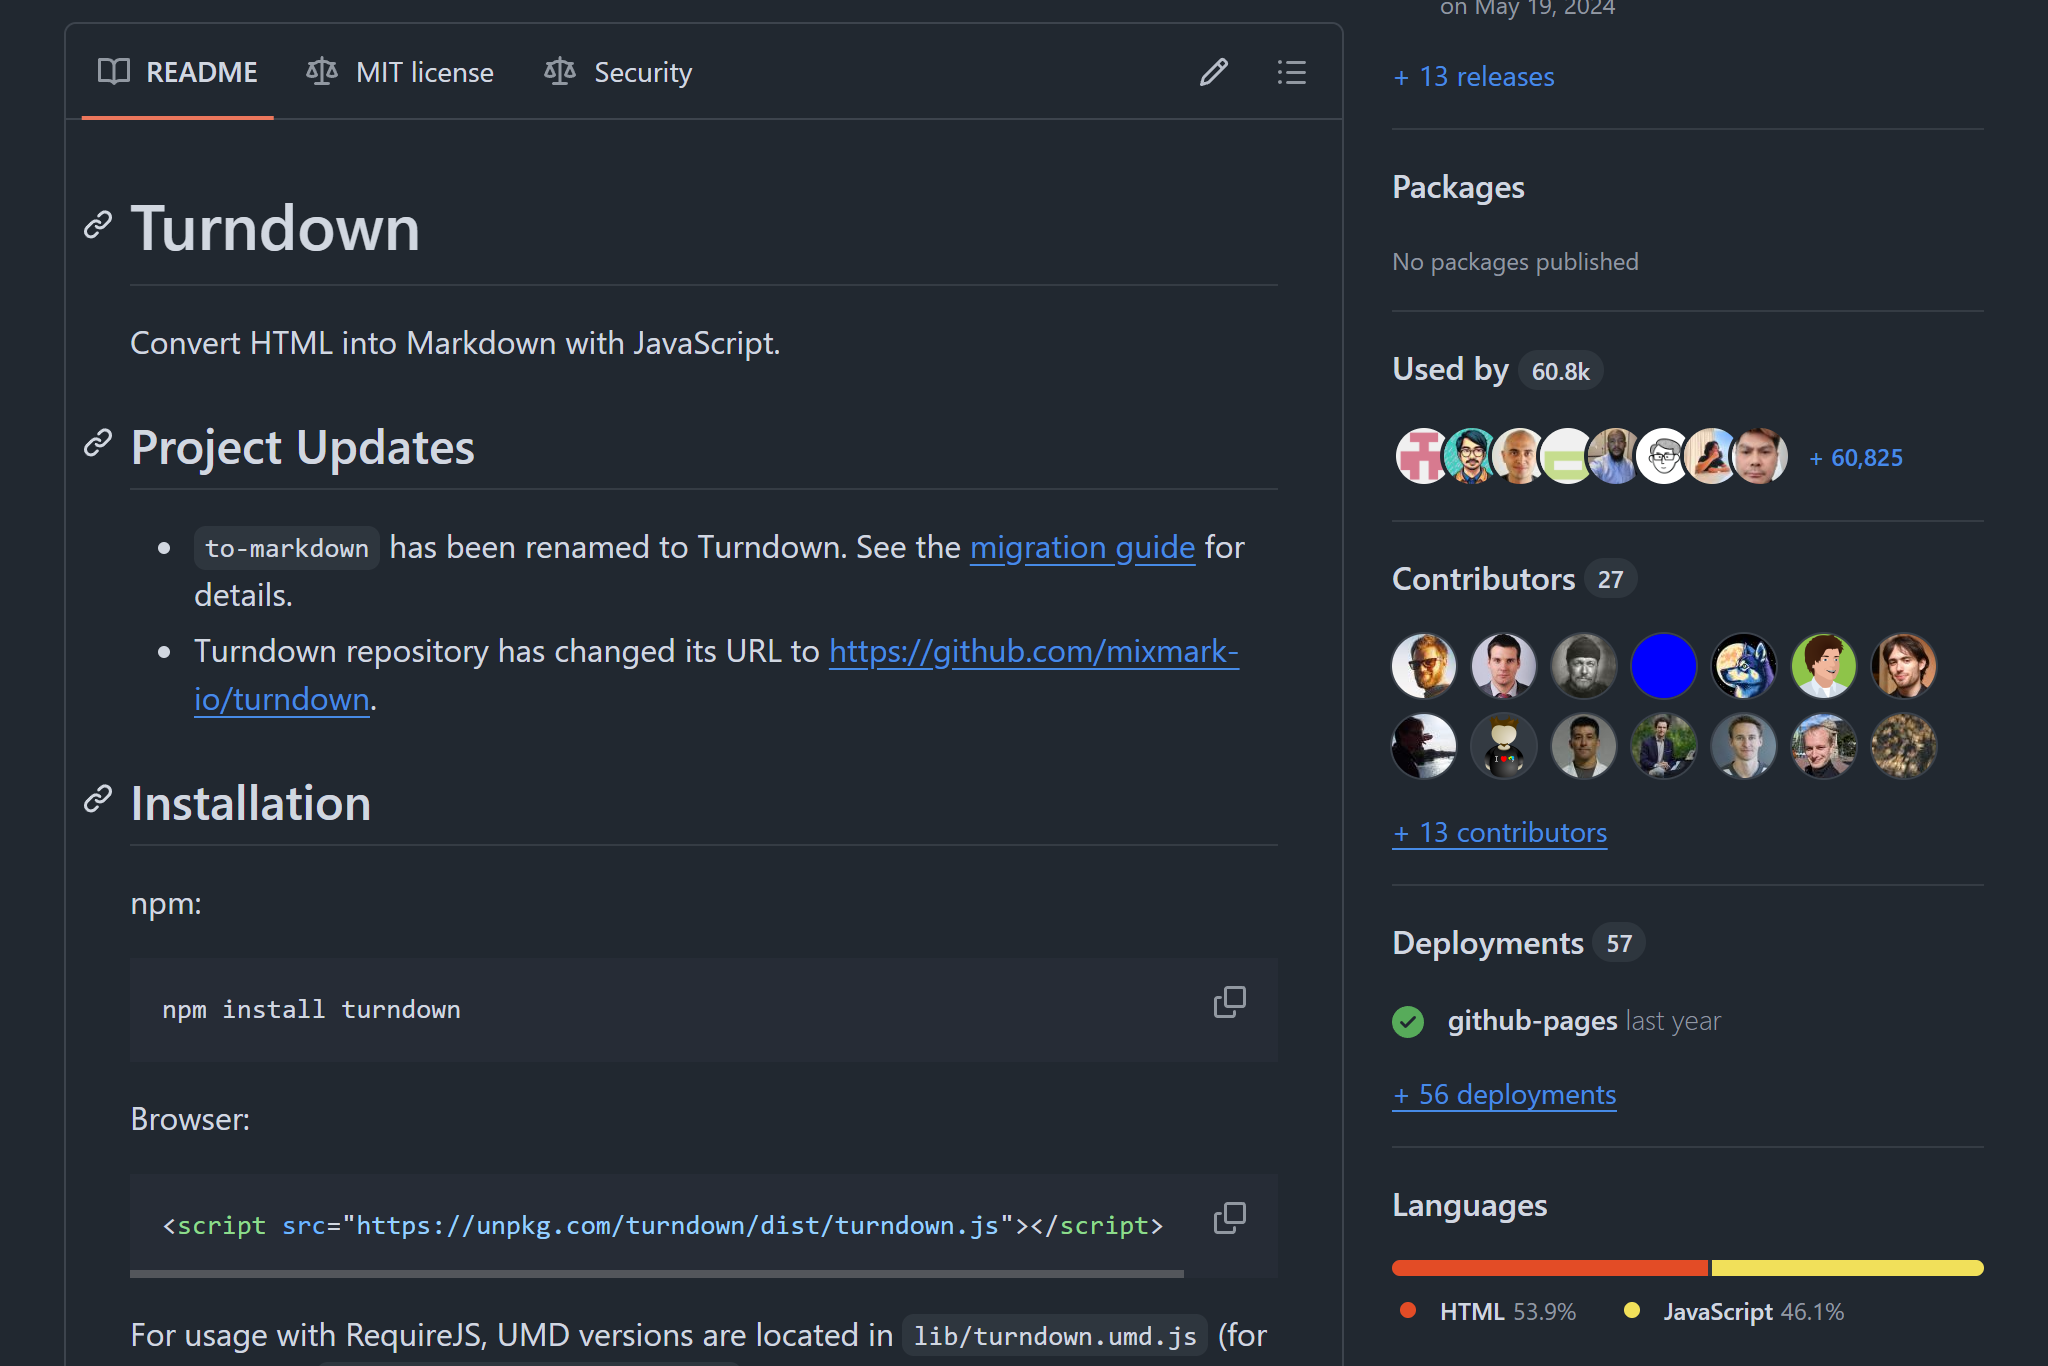 README
MIT license
Security
Turndown
Convert HTML into Markdown with JavaScript.
Project Updates
to-markdown has been renamed to Turndown. See the migration guide for
details.
Turndown repository has changed its URL to https://github.com/mixmark-
io/turndown.
Installation
npm:
npm install turndown
Browser:
<script src="https://unpkg.com/turndown/dist/turndown.js"></script>
For usage with RequireJS, UMD versions are located in lib/turndown.umd.js (for
on May 19, 2024
+ 13 releases
Packages
No packages published
Used by 60.8k
+ 60,825
Contributors 27
+ 13 contributors
Deployments 57
github-pages last year
+ 56 deployments
Languages
HTML 53.9%
JavaScript 46.1%